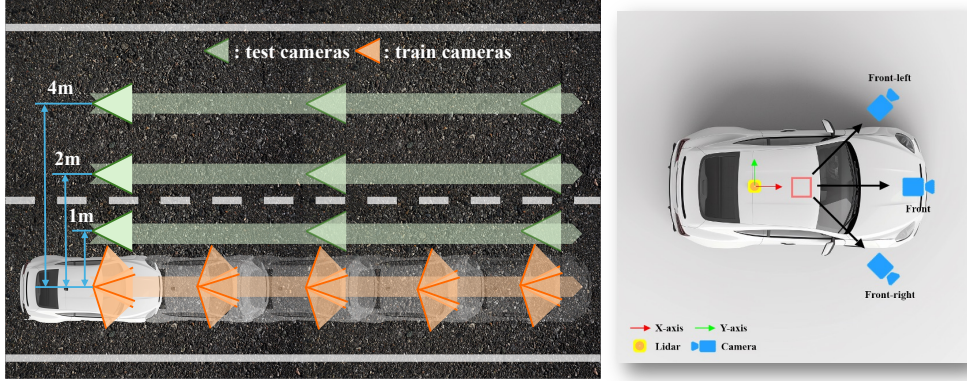 : test cameras : train cameras
4m
2m
1m
Front-left
Front
Front-right
X-axis Y-axis
Lidar Camera